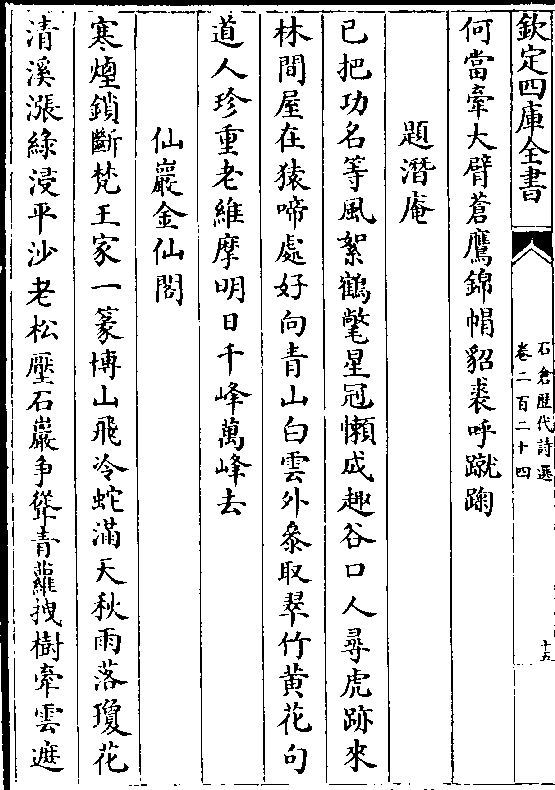 欽定四庫全書
石倉歷代詩選
卷二百二十四
十五
何當牽大臂蒼鷹錦帽貂裘呼蹴踘
題潛庵
已把功名等風絮鶴氅星冠懶成趣谷口人尋虎跡來
林間屋在猿啼處好向青山白雲外叅取翠竹黄花句
道人珍重老維摩明日千峰萬峰去
仙巖金仙閣
寒煙鎖斷梵王家一篆博山飛冷蛇滿天秋雨落瓊花
清溪漲綠浸平沙老松壓石巖争聳青蘿拽樹牽雲遮